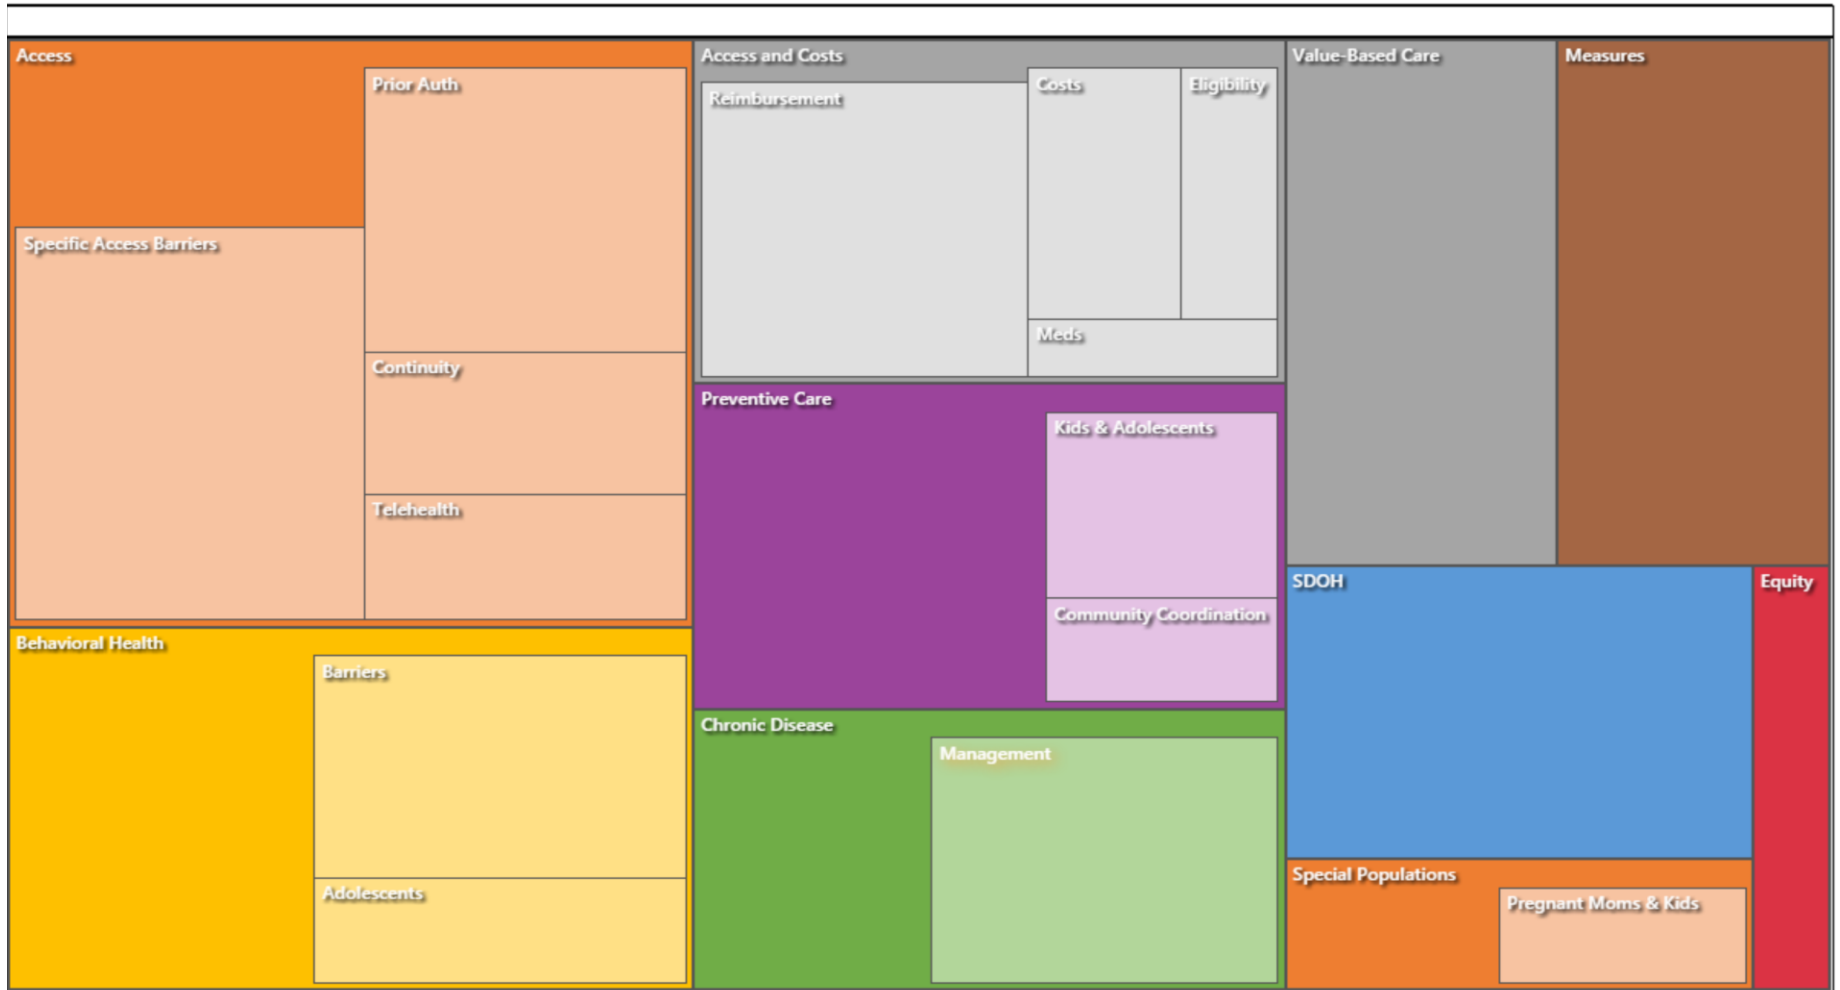 Access
Prior Auth
Specific Access Barriers
Continuity
Telehealth
Behavioral Health
Barriers
Adolescents
Access and Costs
Reimbursement
Costs
Eligibility
Meds
Preventive Care
Kids & Adolescents
Community Coordination
Chronic Disease
Management
Value-Based Care
Measures
SDOH
Equity
Special Populations
Pregnant Moms & Kids